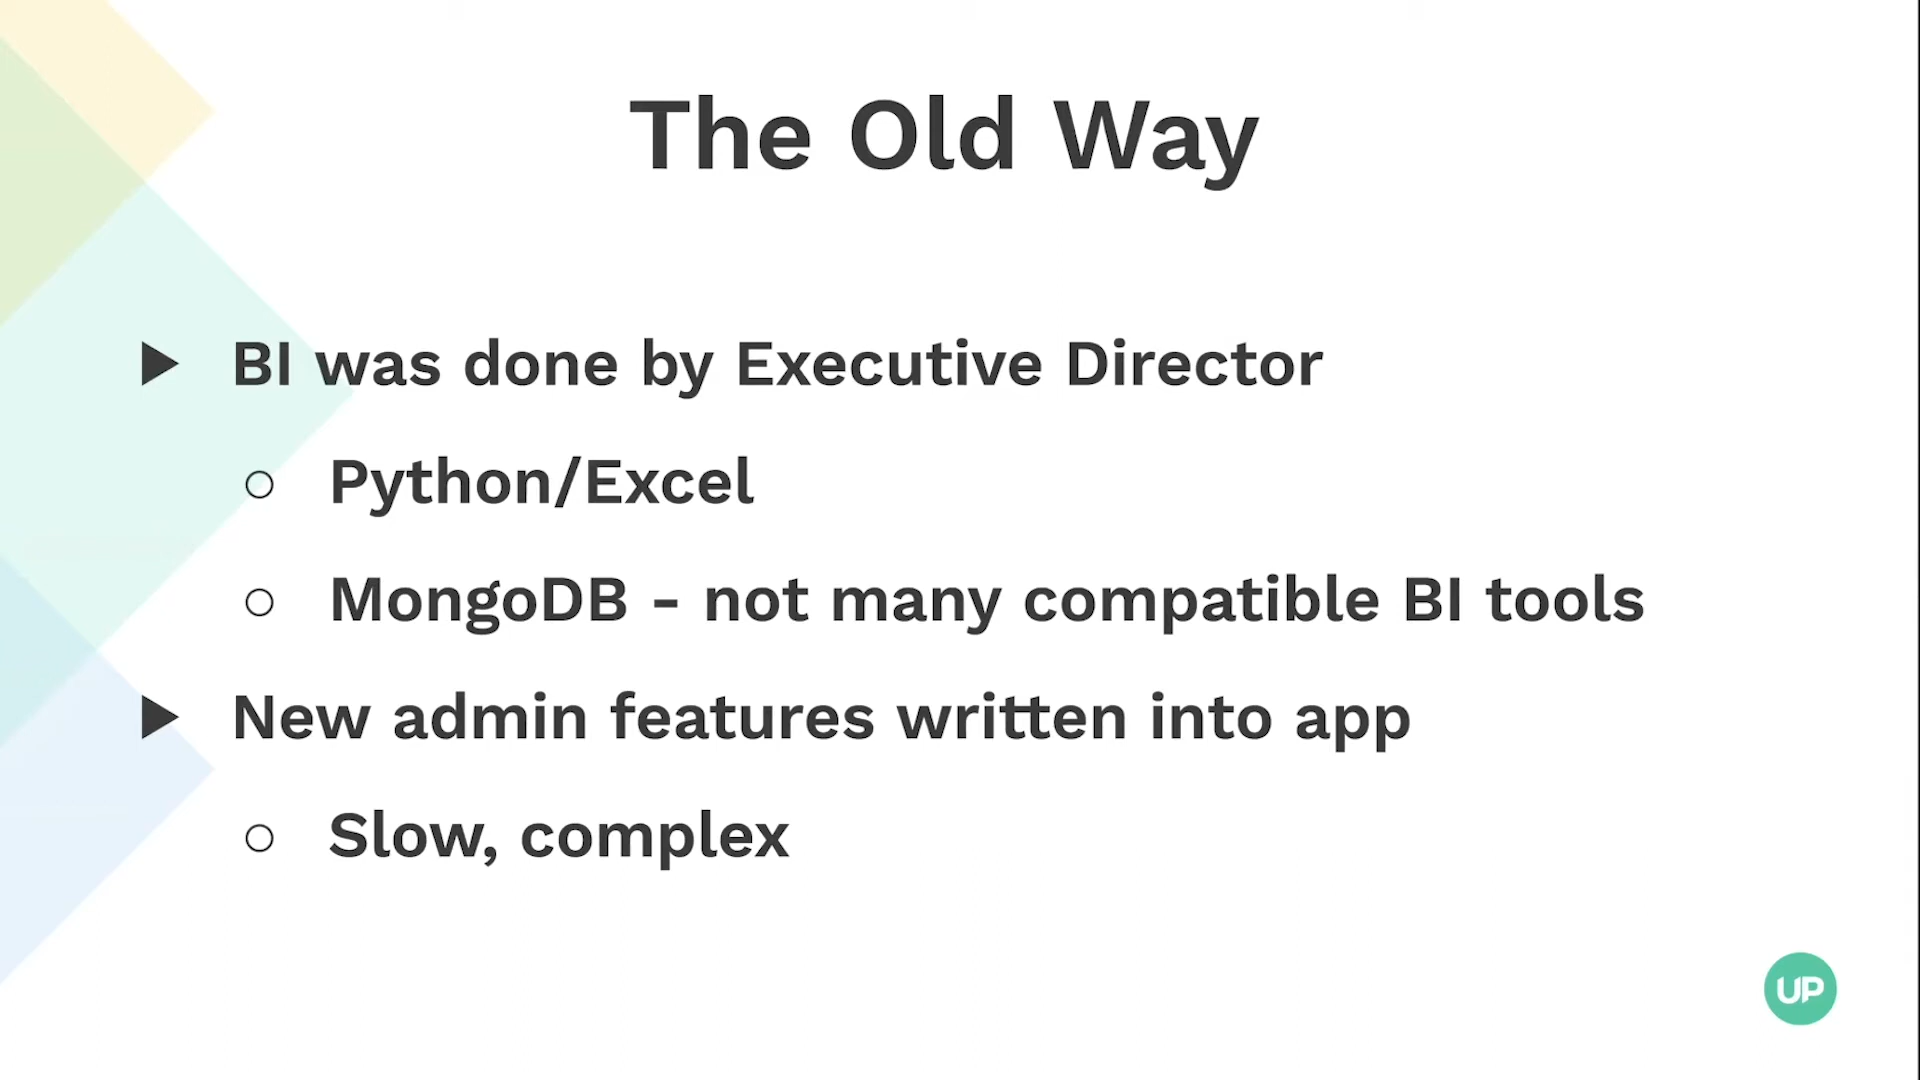 The Old Way
▶ BI was done by Executive Director
○ Python/Excel
○ MongoDB - not many compatible BI tools
▶ New admin features written into app
○ Slow, complex
UP